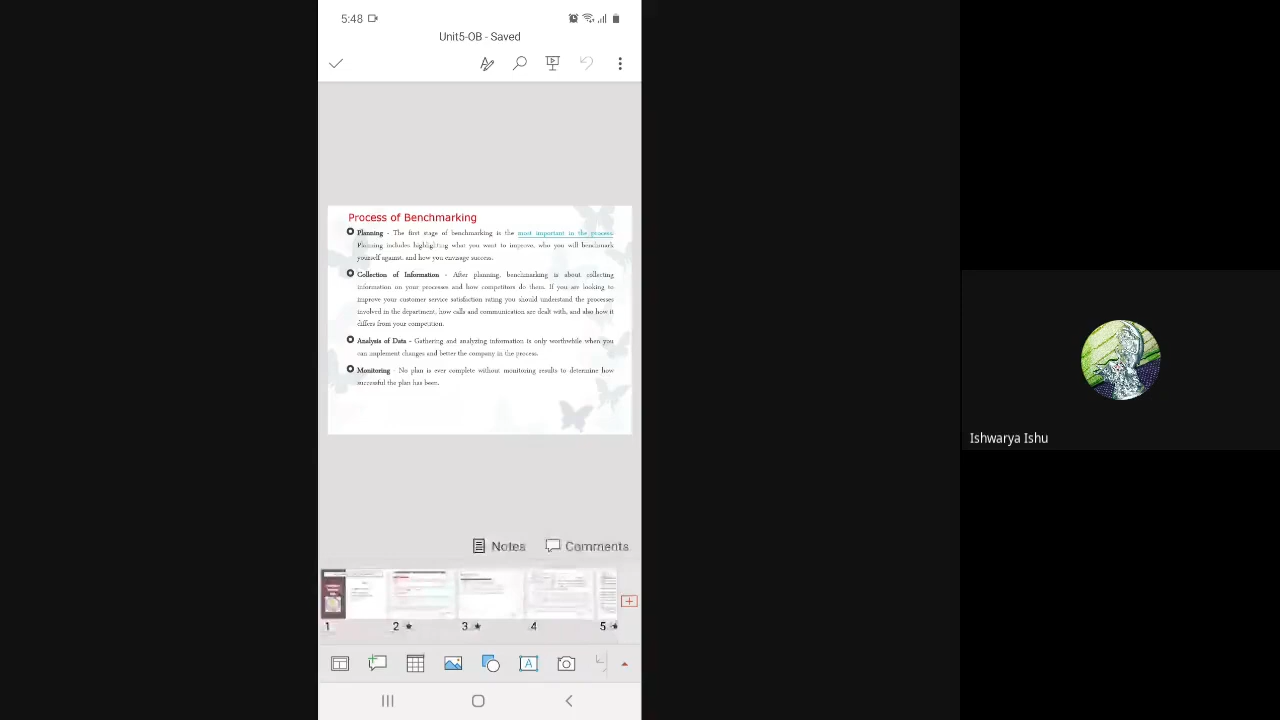 5:48
Unit5-OB - Saved
Process of Benchmarking
Planning - The first stage of benchmarking is the most important in the process.
Planning includes highlighting what you want to improve, who you will benchmark
yourself against, and how you envisage success.
Collection of Information - After planning, benchmarking is about collecting
information on your processes and how competitors do them. If you are looking to
improve your customer service satisfaction rating you should understand the processes
involved in the department, how calls and communication are dealt with, and also how it
differs from your competition.
Analysis of Data - Gathering and analyzing information is only worthwhile when you
can implement changes and better the company in the process.
Monitoring - No plan is ever complete without monitoring results to determine how
successful the plan has been.
Ishwarya Ishu
Notes Comments
1 2 3 4 5
A